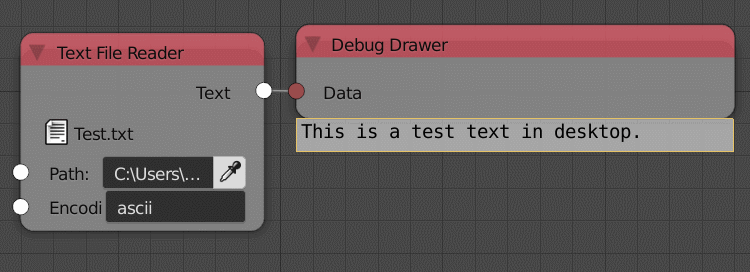 Text File Reader
Text
Test.txt
Path: C:\Users\...
Encodi ascii
Debug Drawer
Data
This is a test text in desktop.